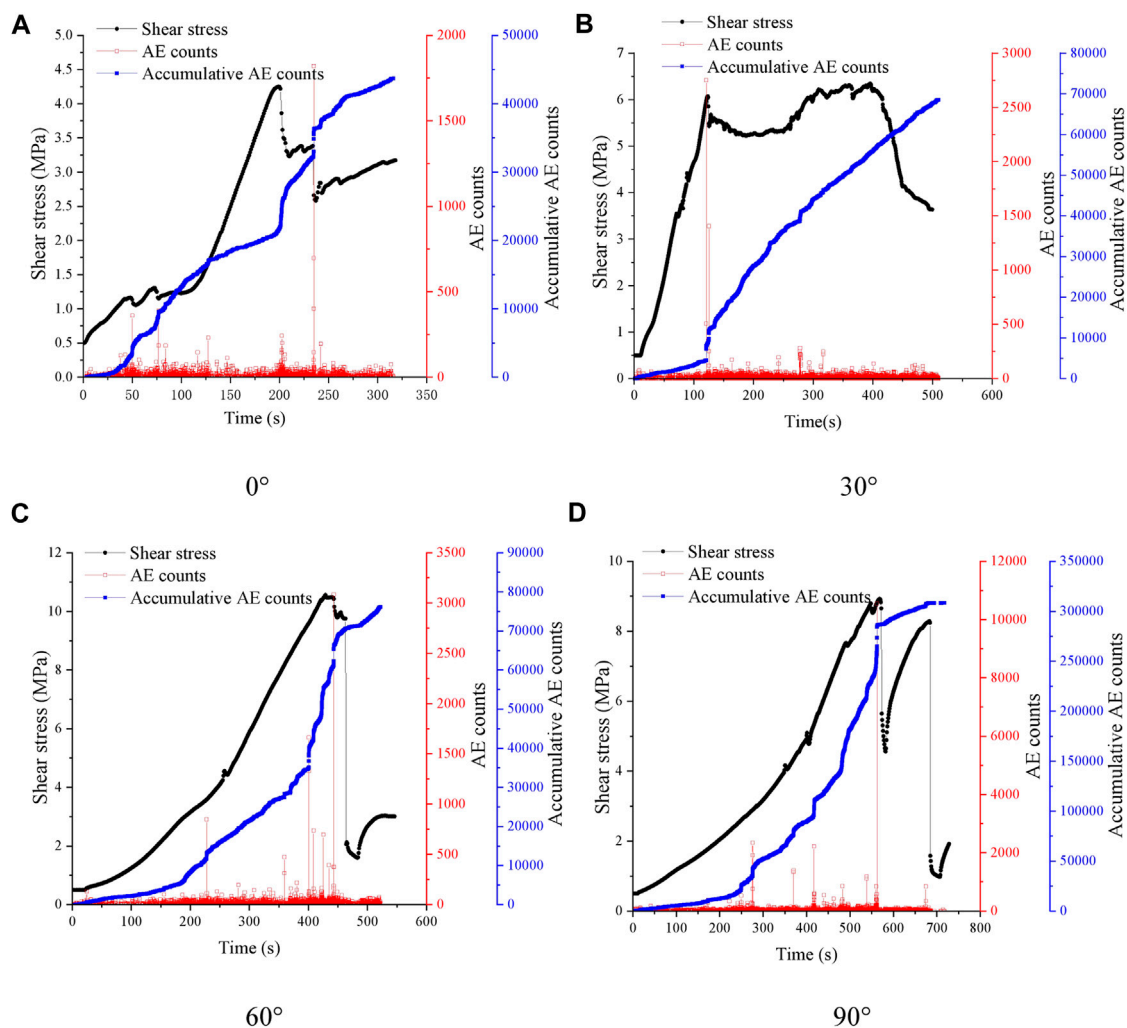 A
Shear stress
AE counts
Accumulative AE counts
5.0
4.5
4.0
3.5
3.0
2.5
2.0
1.5
1.0
0.5
0.0
Shear stress (MPa)
0 50 100 150 200 250 300 350
Time (s)
2000
1750
1500
1250
1000
750
500
250
0
AE counts
50000
40000
30000
20000
10000
0
Accumulative AE counts
0°
B
Shear stress
AE counts
Accumulative AE counts
7
6
5
4
3
2
1
0
Shear stress (MPa)
0 100 200 300 400 500 600
Time(s)
3000
2500
2000
1500
1000
500
0
AE counts
80000
70000
60000
50000
40000
30000
20000
10000
0
Accumulative AE counts
30°
C
Shear stress
AE counts
Accumulative AE counts
12
10
8
6
4
2
0
Shear stress (MPa)
0 100 200 300 400 500 600
Time (s)
3500
3000
2500
2000
1500
1000
500
0
AE counts
90000
80000
70000
60000
50000
40000
30000
20000
10000
0
Accumulative AE counts
60°
D
Shear stress
AE counts
Accumulative AE counts
10
8
6
4
2
0
Shear stress (MPa)
0 100 200 300 400 500 600 700 800
Time (s)
12000
10000
8000
6000
4000
2000
0
AE counts
350000
300000
250000
200000
150000
100000
50000
0
Accumulative AE counts
90°